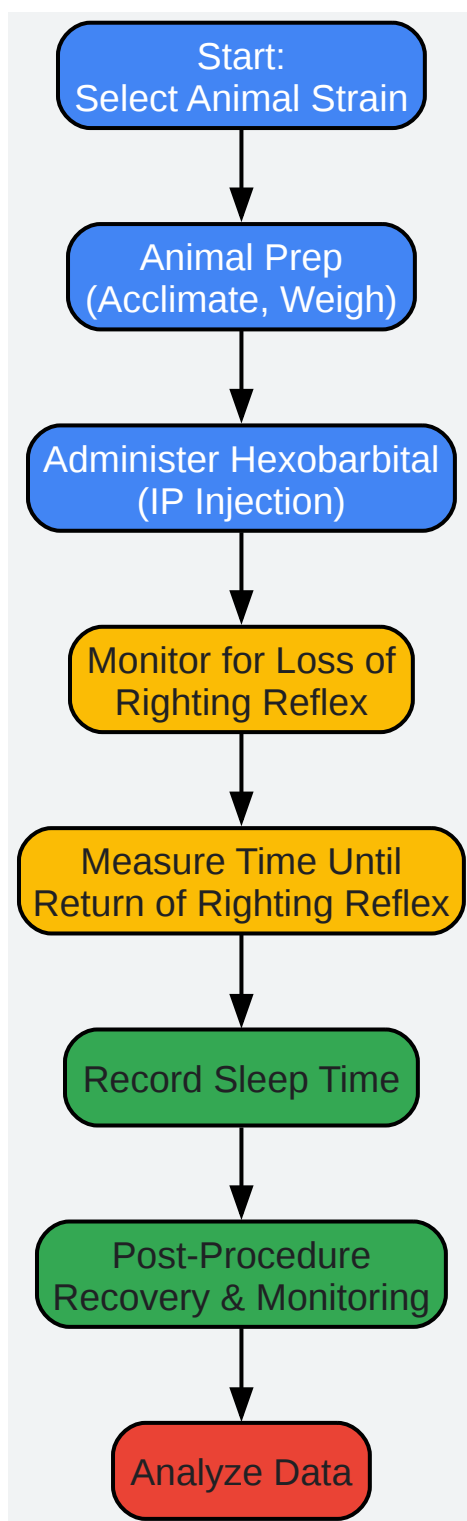 Start:
Select Animal Strain
Animal Prep
(Acclimate, Weigh)
Administer Hexobarbital
(IP Injection)
Monitor for Loss of
Righting Reflex
Measure Time Until
Return of Righting Reflex
Record Sleep Time
Post-Procedure
Recovery & Monitoring
Analyze Data